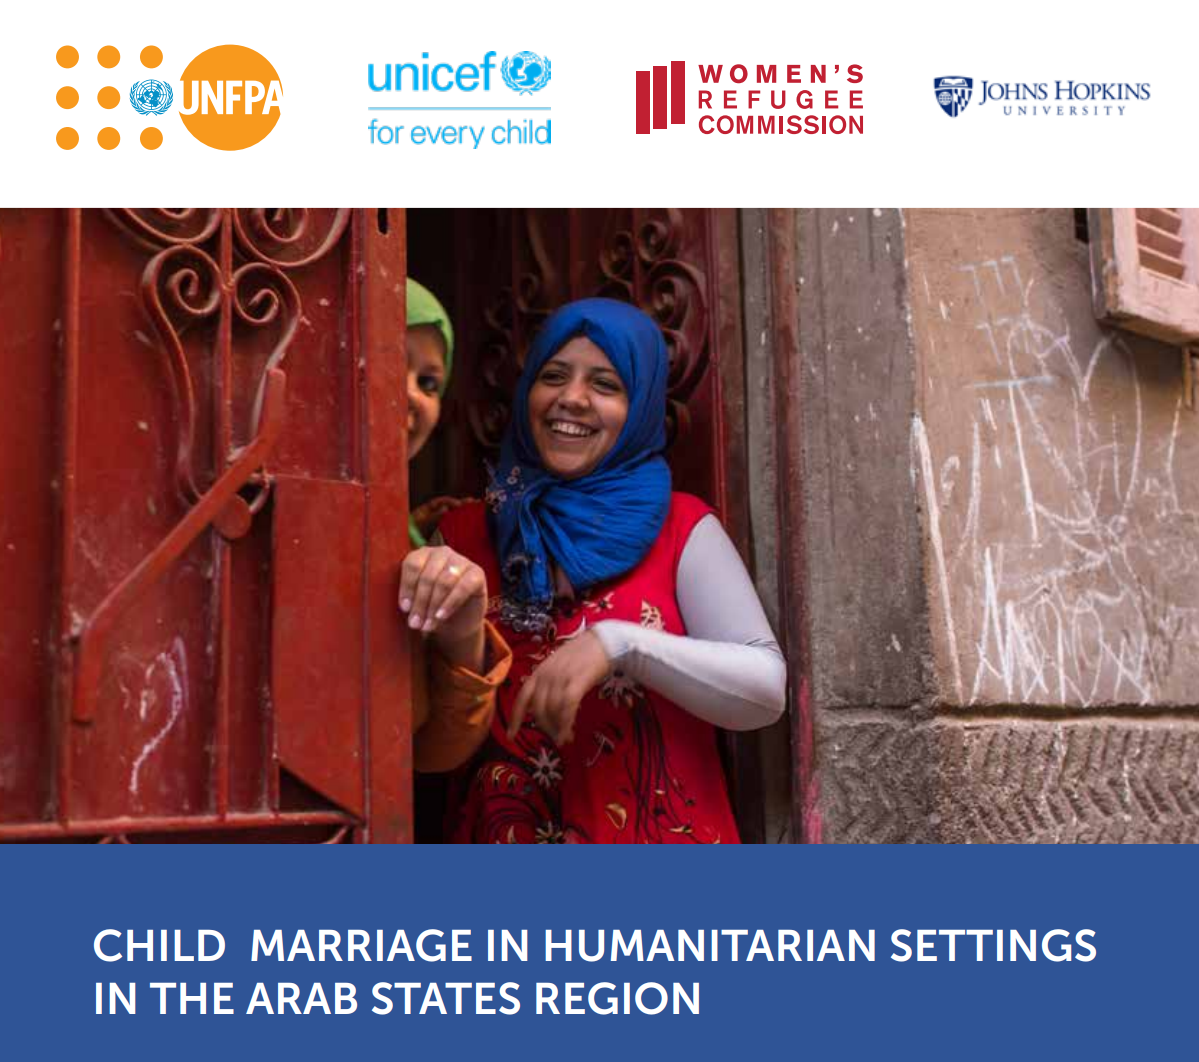 UNFPA
unicef
for every child
WOMEN'S
REFUGEE
COMMISSION
JOHNS HOPKINS
UNIVERSITY
CHILD MARRIAGE IN HUMANITARIAN SETTINGS
IN THE ARAB STATES REGION